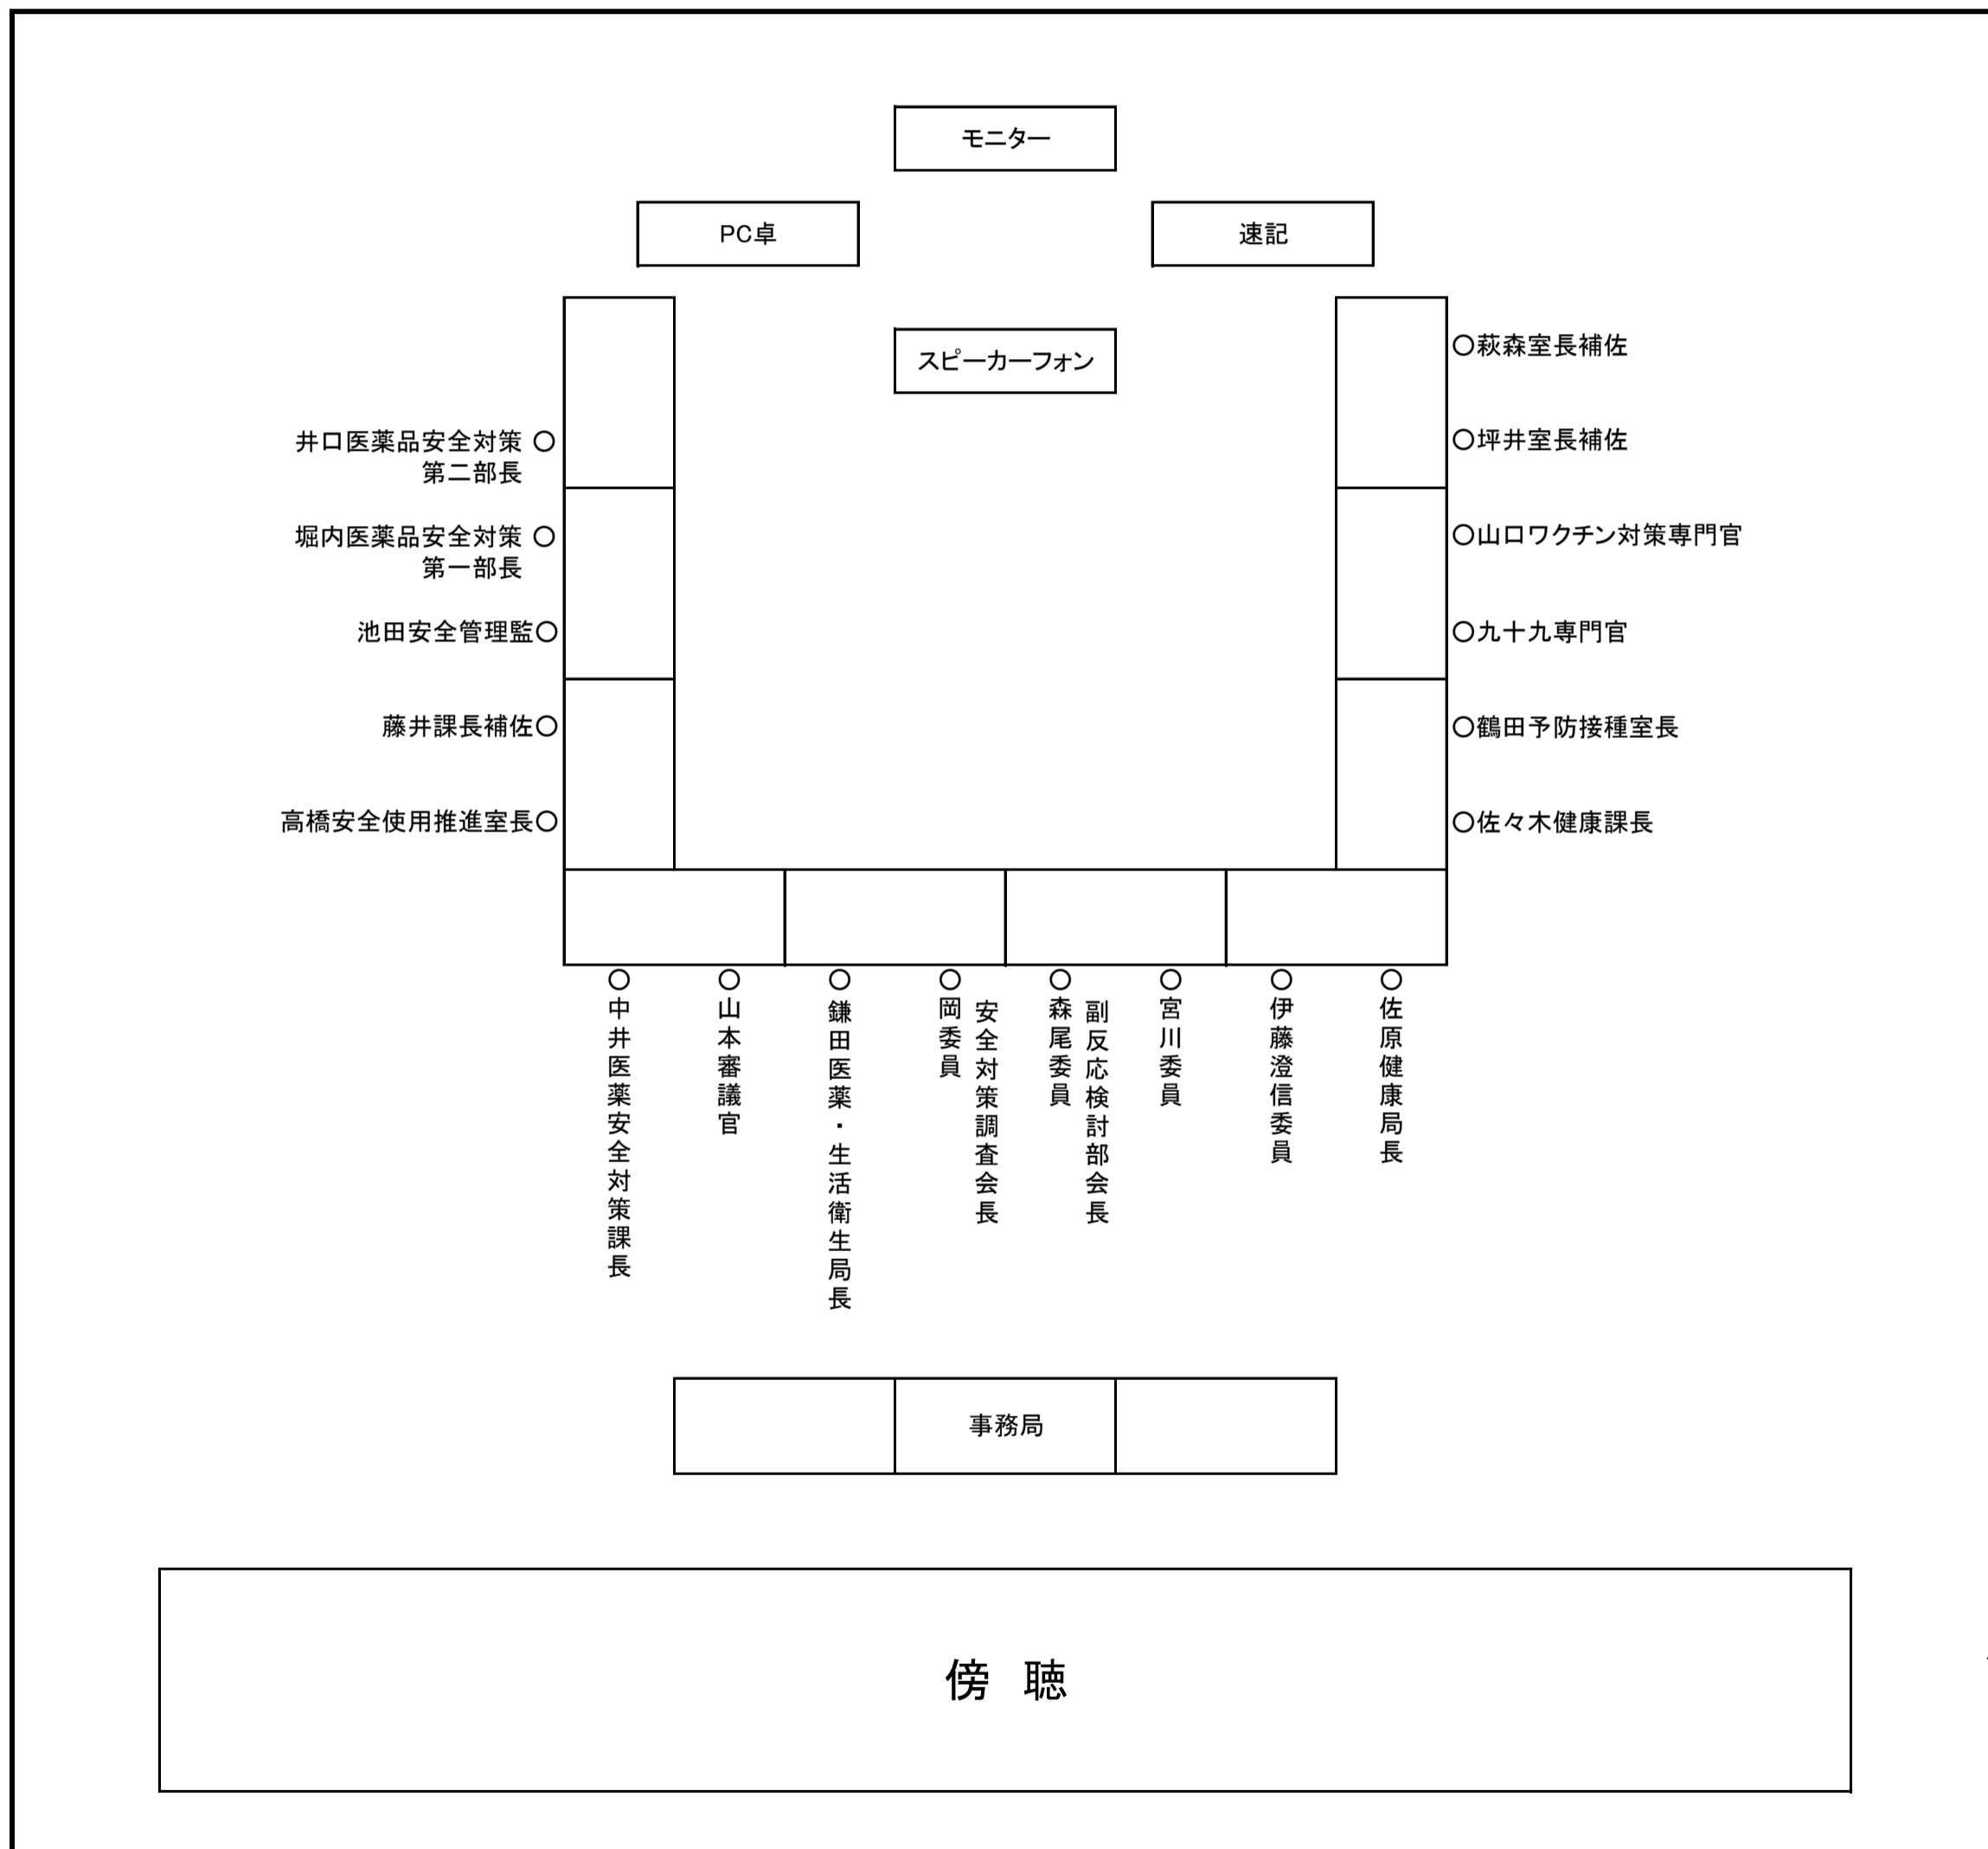 モニター
PC卓
速記
スピーカーフォン
○萩森室長補佐
井口医薬品安全対策 ○
第二部長
○坪井室長補佐
堀内医薬品安全対策 ○
第一部長
○山口ワクチン対策専門官
池田安全管理監○
○九十九専門官
藤井課長補佐○
○鶴田予防接種室長
高橋安全使用推進室長○
○佐々木健康課長
○中井医薬安全対策課長
○山本審議官
○鎌田医薬・生活衛生局長
○岡委員
安全対策調査会長
○森尾委員
副反応検討部会長
○宮川委員
○伊藤澄信委員
○佐原健康局長
事務局
傍 聴